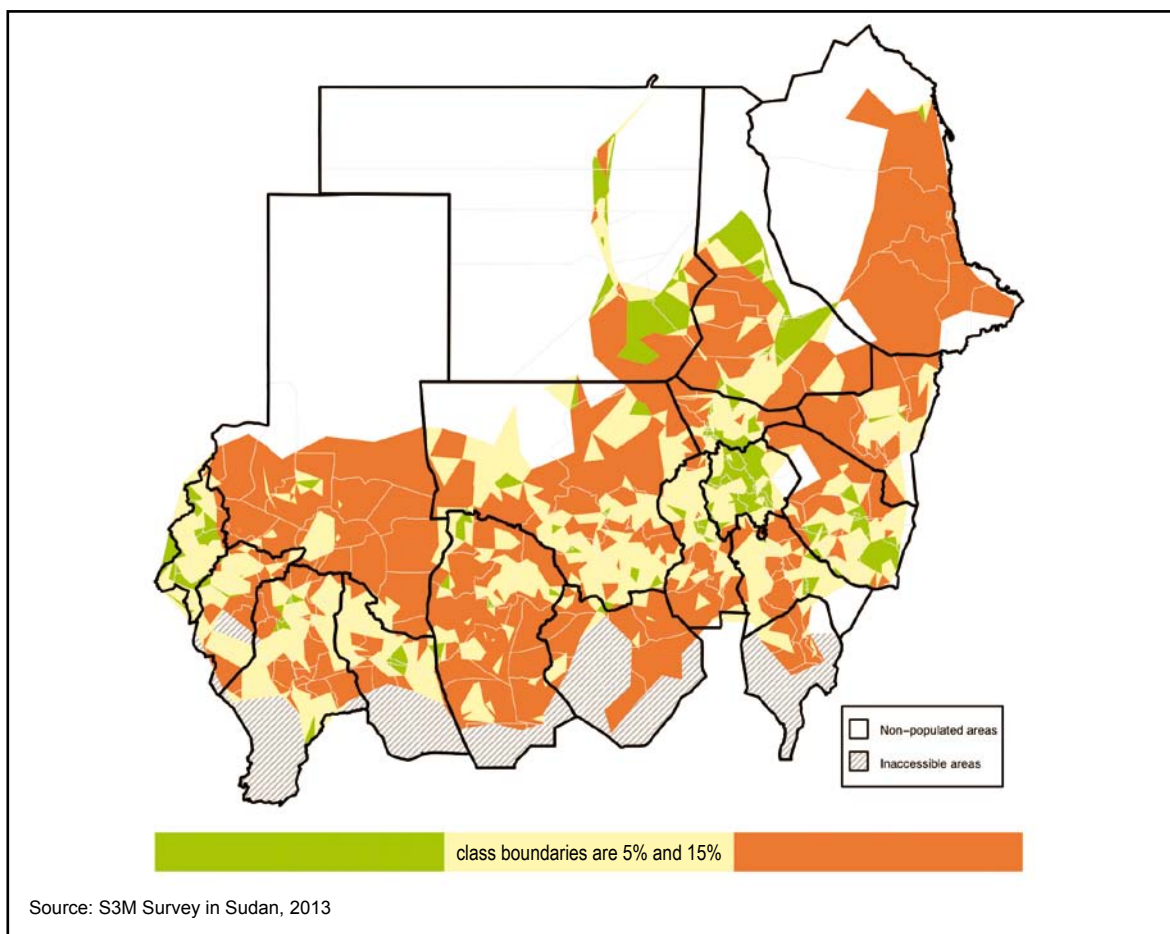 Non-populated areas
Inaccessible areas
class boundaries are 5% and 15%
Source: S3M Survey in Sudan, 2013